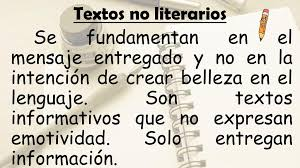 Textos no literarios
Se fundamentan en el
mensaje entregado y no en la
intención de crear belleza en el
lenguaje. Son textos
informativos que no expresan
emotividad. Solo entregan
información.